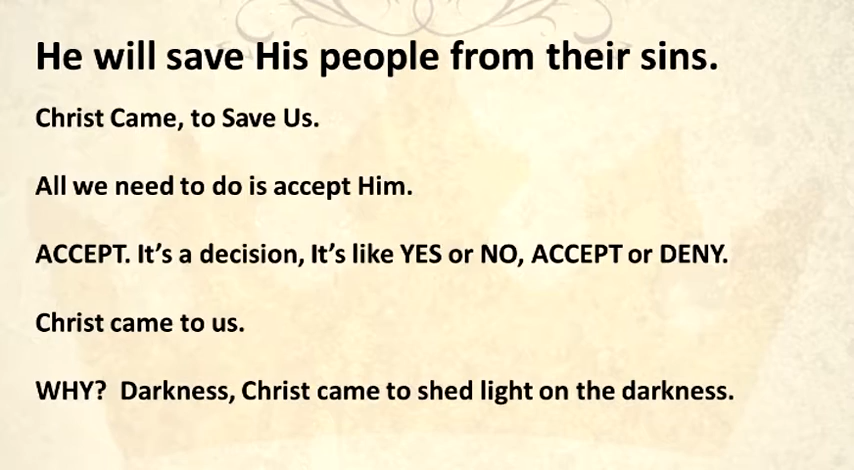 He will save His people from their sins.
Christ Came, to Save Us.
All we need to do is accept Him.
ACCEPT. It’s a decision, It’s like YES or NO, ACCEPT or DENY.
Christ came to us.
WHY?  Darkness, Christ came to shed light on the darkness.